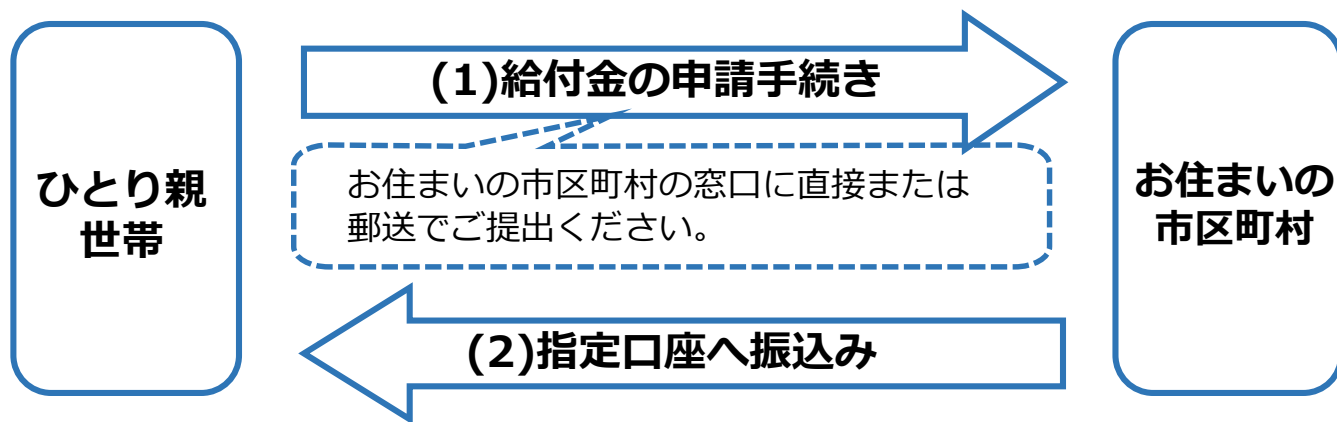 (1)給付金の申請手続き
ひとり親
世帯
お住まいの市区町村の窓口に直接または
郵送でご提出ください。
お住まいの
市区町村
(2)指定口座へ振込み